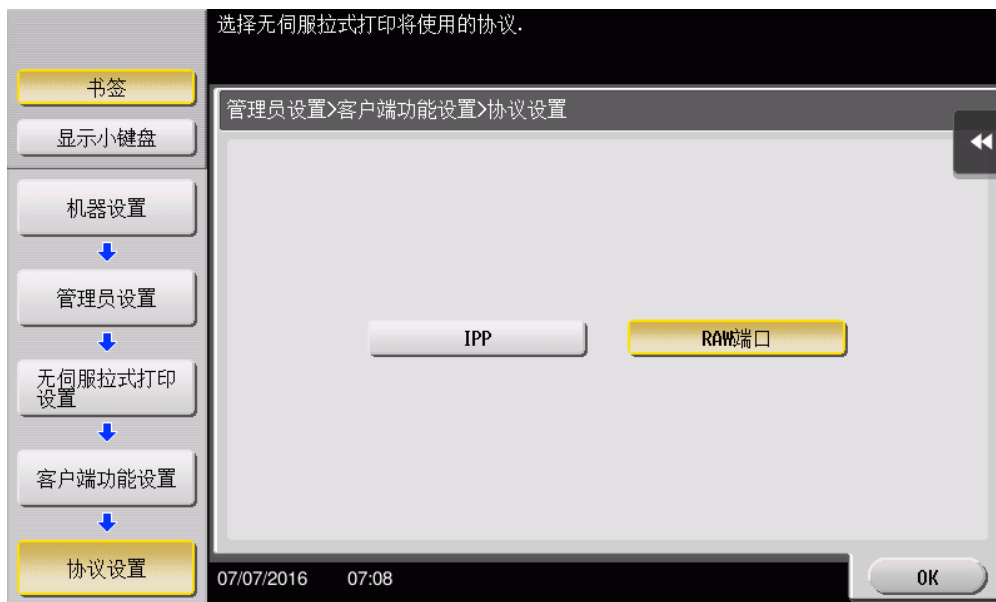 选择无伺服拉式打印将使用的协议.
书签
显示小键盘
管理员设置>客户端功能设置>协议设置
机器设置
管理员设置
无伺服拉式打印
设置
客户端功能设置
协议设置
IPP
RAW端口
07/07/2016 07:08
OK